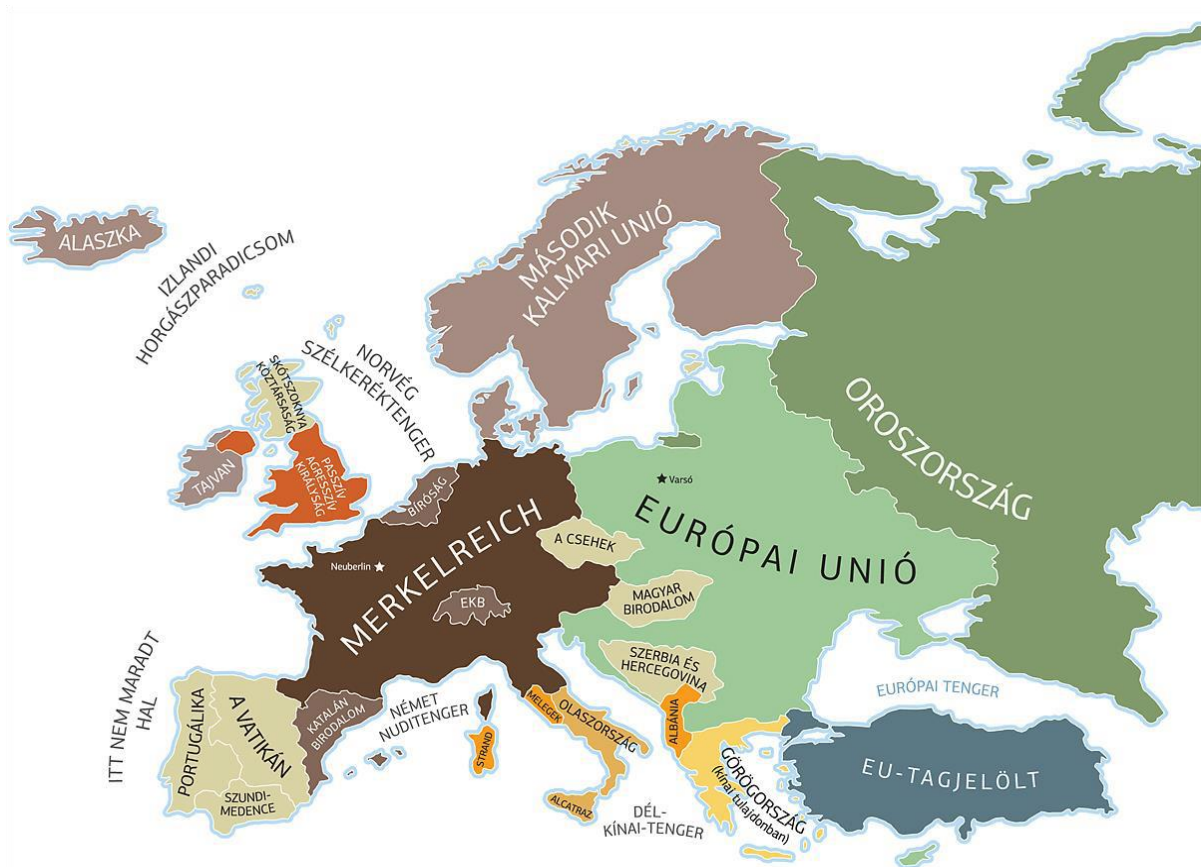 ALASZKA
IZLANDI
HORGÁSZPARADICSOM
MÁSODIK
KALMARI UNIÓ
NORVÉG
SZÉLKERÉKTENGER
SKÓTSZOKNYA
KÖZTÁRSASÁG
TAJVAN
PASSZÍV
AGRESSZÍV
KIRÁLYSÁG
BÍRÓSÁG
OROSZORSZÁG
Varsó
EURÓPAI UNIÓ
MERKELREICH
Neuberlin
A CSEHEK
EKB
MAGYAR
BIRODALOM
SZERBIA ÉS
HERCEGOVINA
ITT NEM MARADT
HAL
PORTUGÁLIKA
A VATIKÁN
SZUNDI-
MEDENCE
KATALÁN
BIRODALOM
NÉMET
NUDITENGER
STRAND
MELEGEK
OLASZORSZÁG
ALCATRAZ
ALBÁNIA
DÉL-
KÍNAI-TENGER
GÖRÖGORSZÁG
(kínai tulajdonban)
EURÓPAI TENGER
EU-TAGJELÖLT